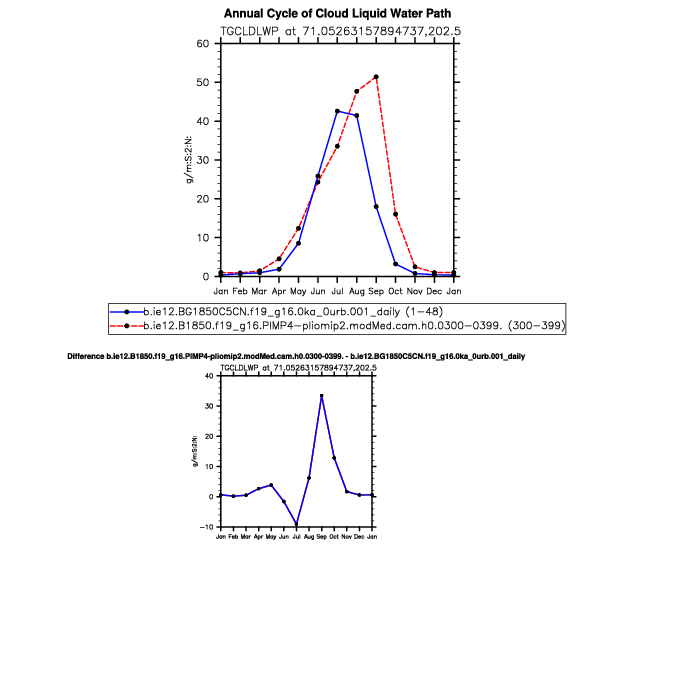 Annual Cycle of Cloud Liquid Water Path
TGCLDLWP at 71.05263157894737,202.5
60
50
40
30
20
10
0
g/m:S:2:N:
Jan Feb Mar Apr May Jun Jul Aug Sep Oct Nov Dec Jan
b.ie12.BG1850C5CN.f19_g16.0ka_0urb.001_daily (1-48)
b.ie12.B1850.f19_g16.PIMP4-pliomip2.modMed.cam.h0.0300-0399. (300-399)
Difference b.ie12.B1850.f19_g16.PIMP4-pliomip2.modMed.cam.h0.0300-0399. - b.ie12.BG1850C5CN.f19_g16.0ka_0urb.001_daily
TGCLDLWP at 71.05263157894737,202.5
40
30
20
10
0
-10
g/m:S:2:N:
Jan Feb Mar Apr May Jun Jul Aug Sep Oct Nov Dec Jan